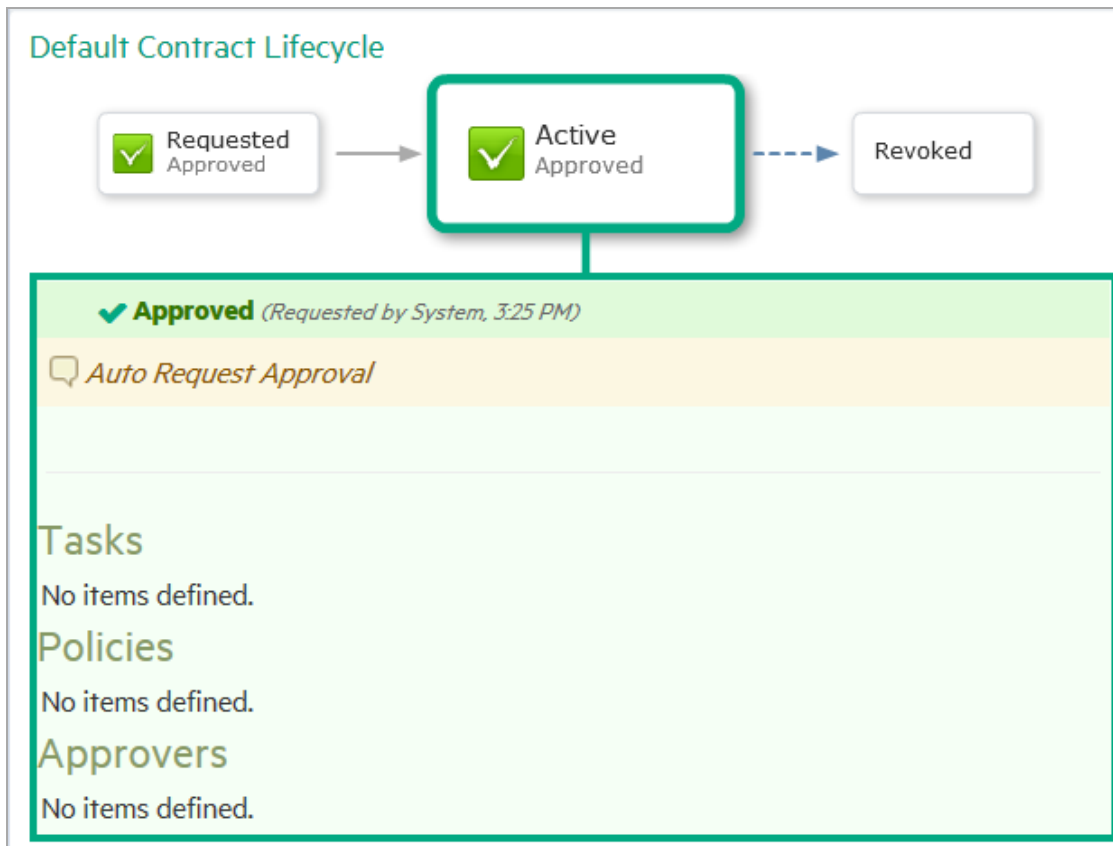 Default Contract Lifecycle
Requested
Approved
Active
Approved
Revoked
Approved (Requested by System, 3:25 PM)
Auto Request Approval
Tasks
No items defined.
Policies
No items defined.
Approvers
No items defined.